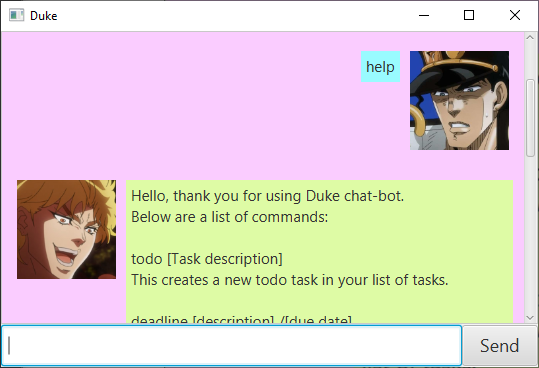 Duke
help
Hello, thank you for using Duke chat-bot.
Below are a list of commands:
todo [Task description]
This creates a new todo task in your list of tasks.
deadline [description] /[due date]
Send